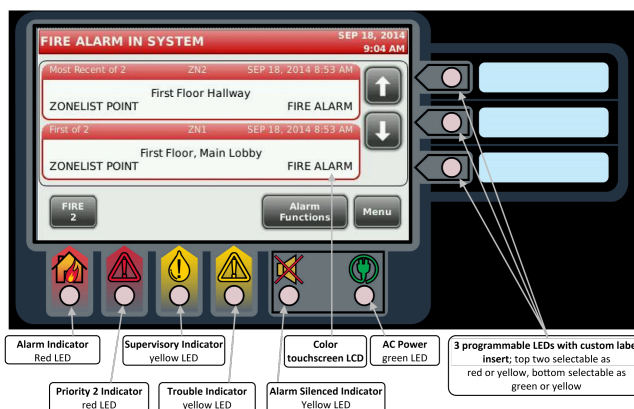 FIRE ALARM IN SYSTEM
SEP 18, 2014
9:04 AM
Most Recent of 2 ZN2 SEP 18, 2014 8:53 AM
First Floor Hallway
ZONELIST POINT FIRE ALARM
First of 2 ZN1 SEP 18, 2014 8:53 AM
First Floor, Main Lobby
ZONELIST POINT FIRE ALARM
FIRE
2
Alarm
Functions
Menu
Alarm Indicator
Red LED
Supervisory Indicator
yellow LED
Color
touchscreen LCD
AC Power
green LED
3 programmable LEDs with custom labe
insert; top two selectable as
red or yellow, bottom selectable as
green or yellow
Priority 2 Indicator
red LED
Trouble Indicator
yellow LED
Alarm Silenced Indicator
Yellow LED